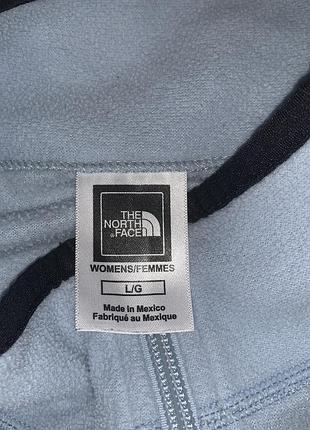 THE
NORTH
FACE
WOMENS/FEMMES
L/G
Made in Mexico
Fabriqué au Mexique